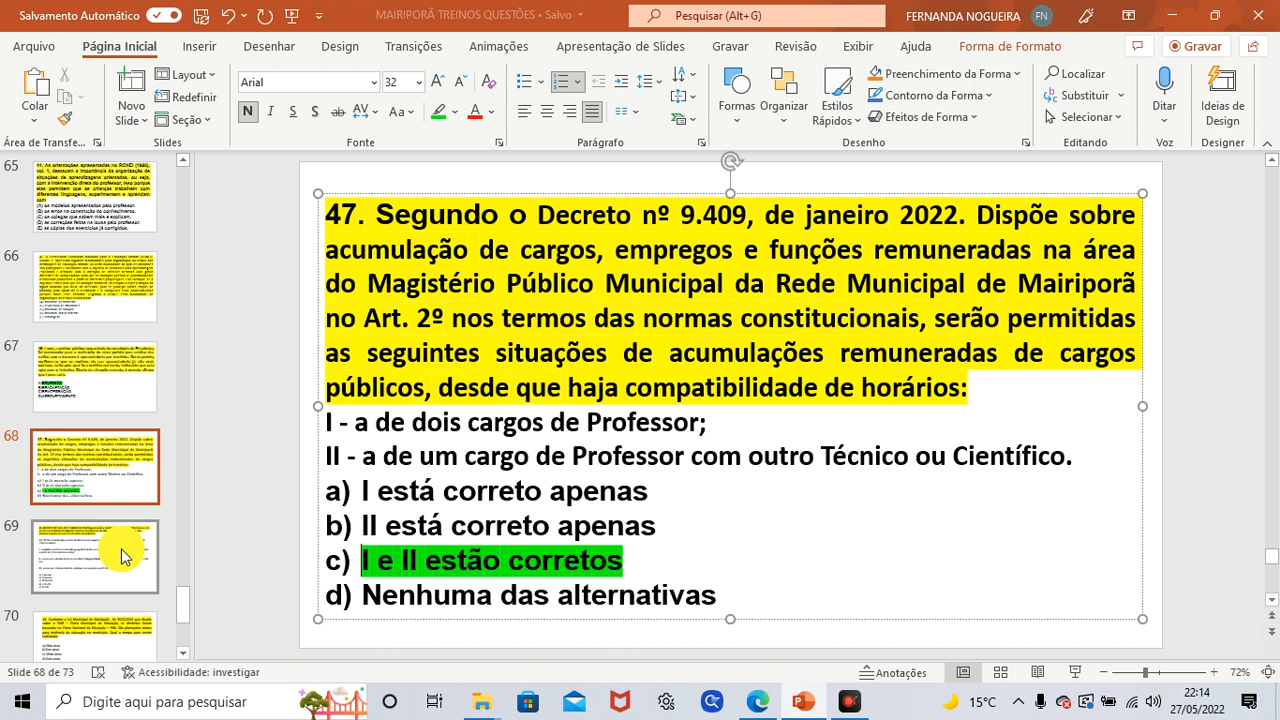 Salvamento Automático
MAIRIPORÃ TREINOS QUESTÕES • Salvo
Pesquisar (Alt+G)
FERNANDA NOGUEIRA
FN
Arquivo Página Inicial Inserir Desenhar Design Transições Animações Apresentação de Slides Gravar Revisão Exibir Ajuda Forma de Formato
Gravar
Colar
Novo Slide
Layout
Redefinir
Seção
Arial
32
Formas
Organizar
Estilos Rápidos
Preenchimento da Forma
Contorno da Forma
Efeitos de Forma
Localizar
Substituir
Selecionar
Ditar
Ideias de Design
Área de Transfe...
Slides
Fonte
Parágrafo
Desenho
Editando
Voz
Designer
65
66
67
68
69
70
47. Segundo o Decreto nº 9.409, de janeiro 2022. Dispõe sobre
acumulação de cargos, empregos e funções remuneradas na área
do Magistério Público Municipal da Rede Municipal de Mairiporã
no Art. 2º nos termos das normas constitucionais, serão permitidas
as seguintes situações de acumulações remuneradas de cargos
públicos, desde que haja compatibilidade de horários:
I - a de dois cargos de Professor;
II - a de um cargo de Professor com outro Técnico ou Científico.
a) I está correto apenas
b) II está correto apenas
c) I e II estão corretos
d) Nenhuma das alternativas
Slide 68 de 73
Acessibilidade: investigar
Anotações
72%
Digite aqui para pesquisar
15°C
22:14
27/05/2022